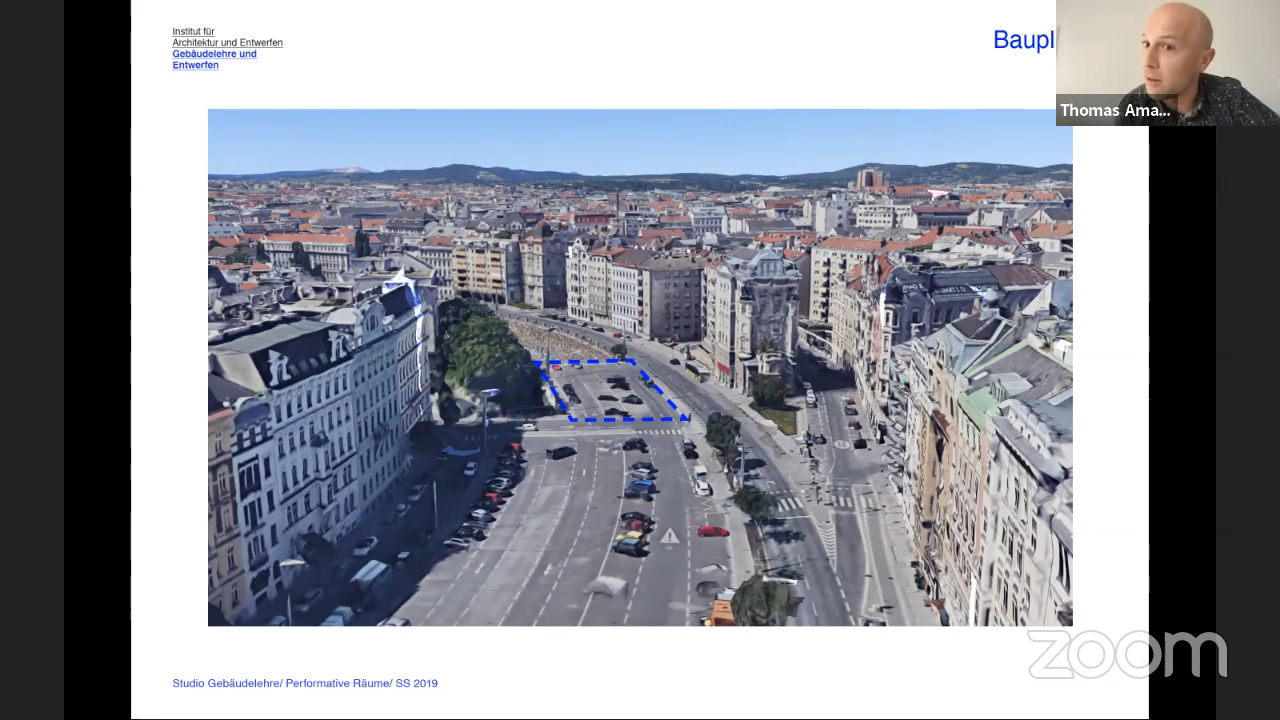 Institut für
Architektur und Entwerfen
Gebäudelehre und
Entwerfen
Baupl
Thomas Ama...
zoom
Studio Gebäudelehre/ Performative Räume/ SS 2019